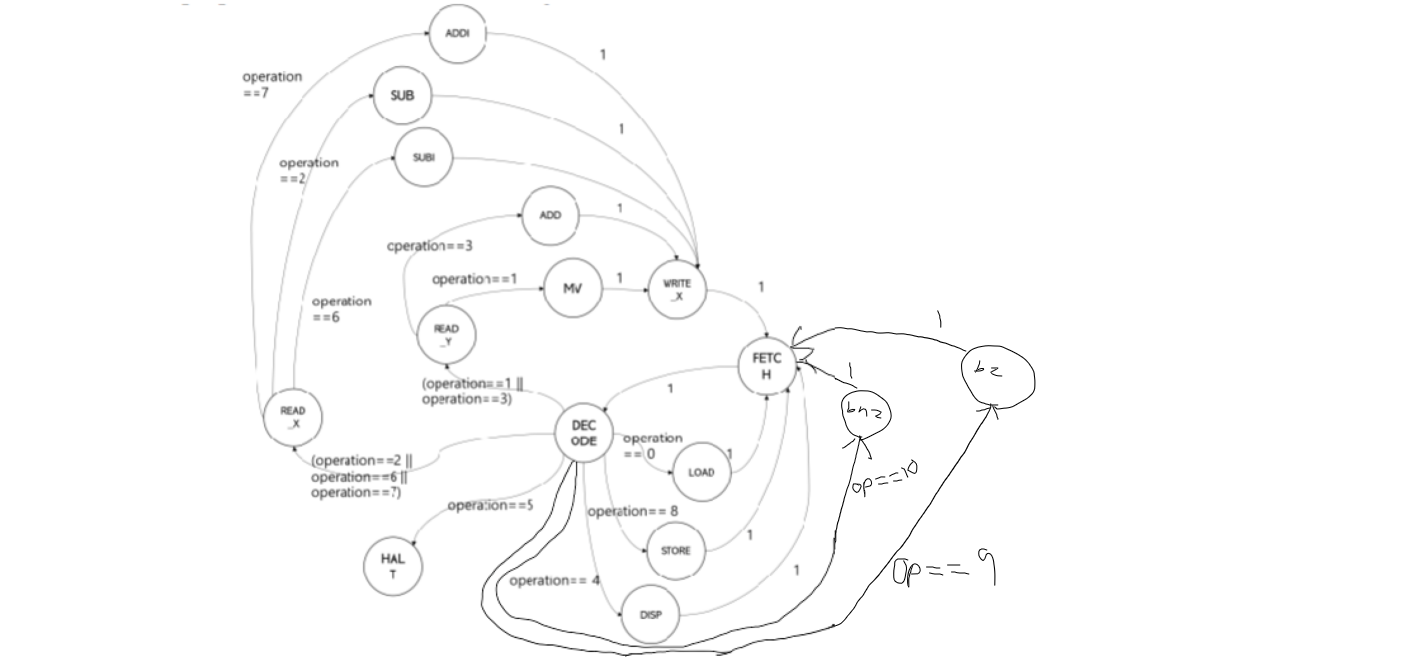 ADDI
1
operation
==7
SUB
1
operation
==2
SUBI
ADD
1
cperation==3
operation==1
MV
1
WRITE
_X
1
operation
==6
READ
_Y
FETC
H
1
bz
1
bnz
(operation==1 ||
operation==3)
1
READ
_X
DEC
ODE
operation
== 0
LOAD
1
(operation==2 ||
operation==6 ||
operation==7)
op==10
operation==5
operation== 8
STORE
1
HAL
T
operation== 4
DISP
1
Op==9